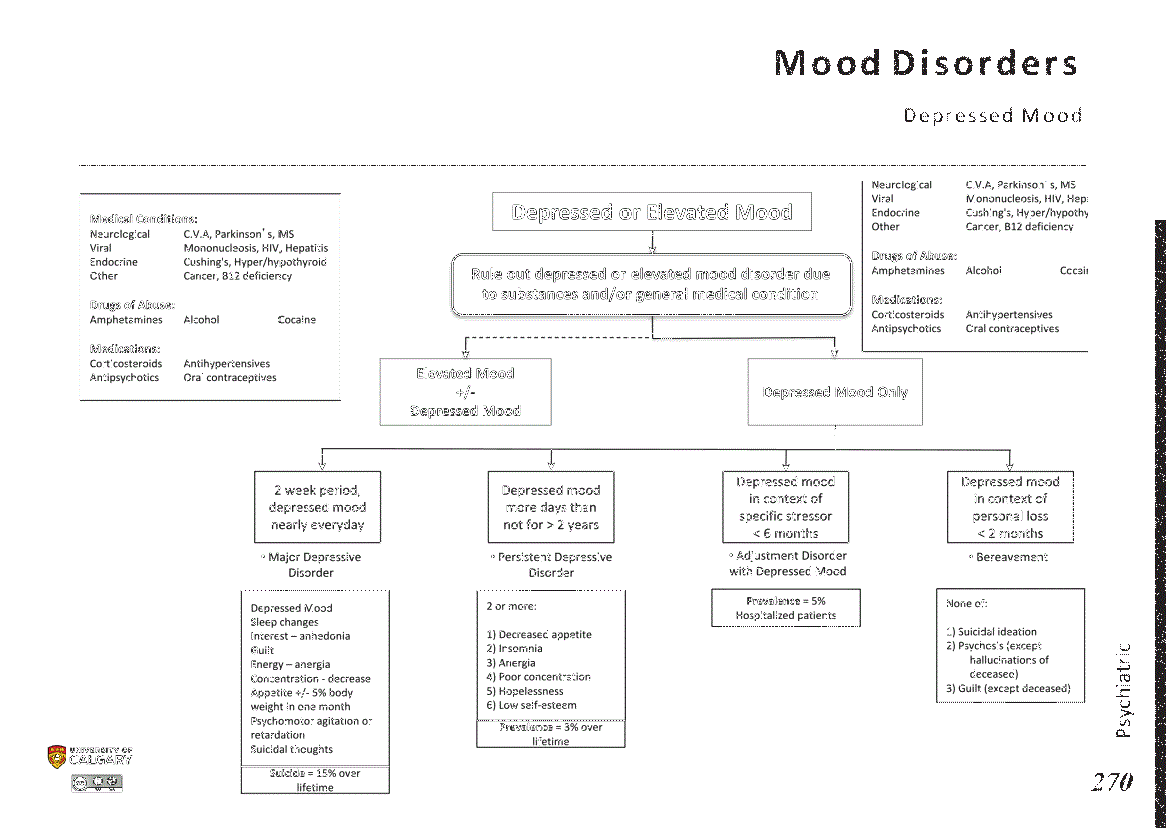 Mood Disorders
Depressed Mood
Medical Conditions:
Neurological C.V.A, Parkinson's, MS
Viral Mononucleosis, HIV, Hepatitis
Endocrine Cushing's, Hyper/hypothyroid
Other Cancer, B12 deficiency
Drugs of Abuse:
Amphetamines Alcohol Cocaine
Medications:
Corticosteroids Antihypertensives
Antipsychotics Oral contraceptives
Depressed or Elevated Mood
Rule out depressed or elevated mood disorder due
to substances and/or general medical condition
Neurological C.V.A, Parkinson's, MS
Viral Mononucleosis, HIV, Hep
Endocrine Cushing's, Hyper/hypothy
Other Cancer, B12 deficiency
Drugs of Abuse:
Amphetamines Alcohol Cocain
Medications:
Corticosteroids Antihypertensives
Antipsychotics Oral contraceptives
Elevated Mood
+/-
Depressed Mood
Depressed Mood Only
2 week period,
depressed mood
nearly everyday
° Major Depressive
Disorder
Depressed Mood
Sleep changes
Interest – anhedonia
Guilt
Energy – anergia
Concentration - decrease
Appetite +/- 5% body
weight in one month
Psychomotor agitation or
retardation
Suicidal thoughts
Suicide = 15% over
lifetime
Depressed mood
more days than
not for > 2 years
° Persistent Depressive
Disorder
2 or more:
1) Decreased appetite
2) Insomnia
3) Anergia
4) Poor concentration
5) Hopelessness
6) Low self-esteem
Prevalence = 3% over
lifetime
Depressed mood
in context of
specific stressor
< 6 months
° Adjustment Disorder
with Depressed Mood
Prevalence = 5%
Hospitalized patients
Depressed mood
in context of
personal loss
< 2 months
° Bereavement
None of:
1) Suicidal ideation
2) Psychosis (except
hallucinations of
deceased)
3) Guilt (except deceased)
Psychiatric
UNIVERSITY OF
CALGARY
270